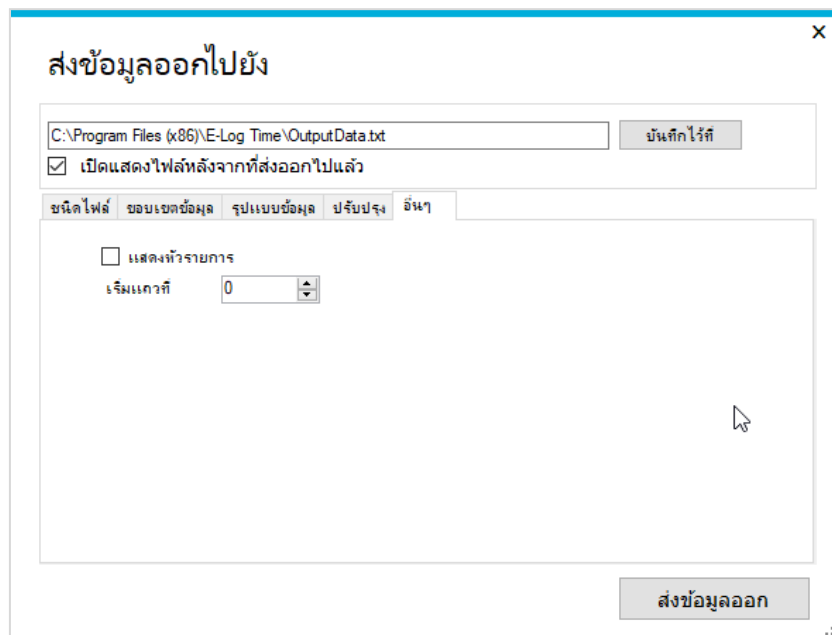 ส่งข้อมูลออกไปยัง
C:\Program Files (x86)\E-Log Time\OutputData.txt บันทึกไว้ที่
เปิดแสดงไฟล์หลังจากที่ส่งออกไปแล้ว
ชนิดไฟล์ ขอบเขตข้อมูล รูปแบบข้อมูล ปรับปรุง อื่นๆ
แสดงหัวรายการ
เริ่มแถวที่ 0
ส่งข้อมูลออก